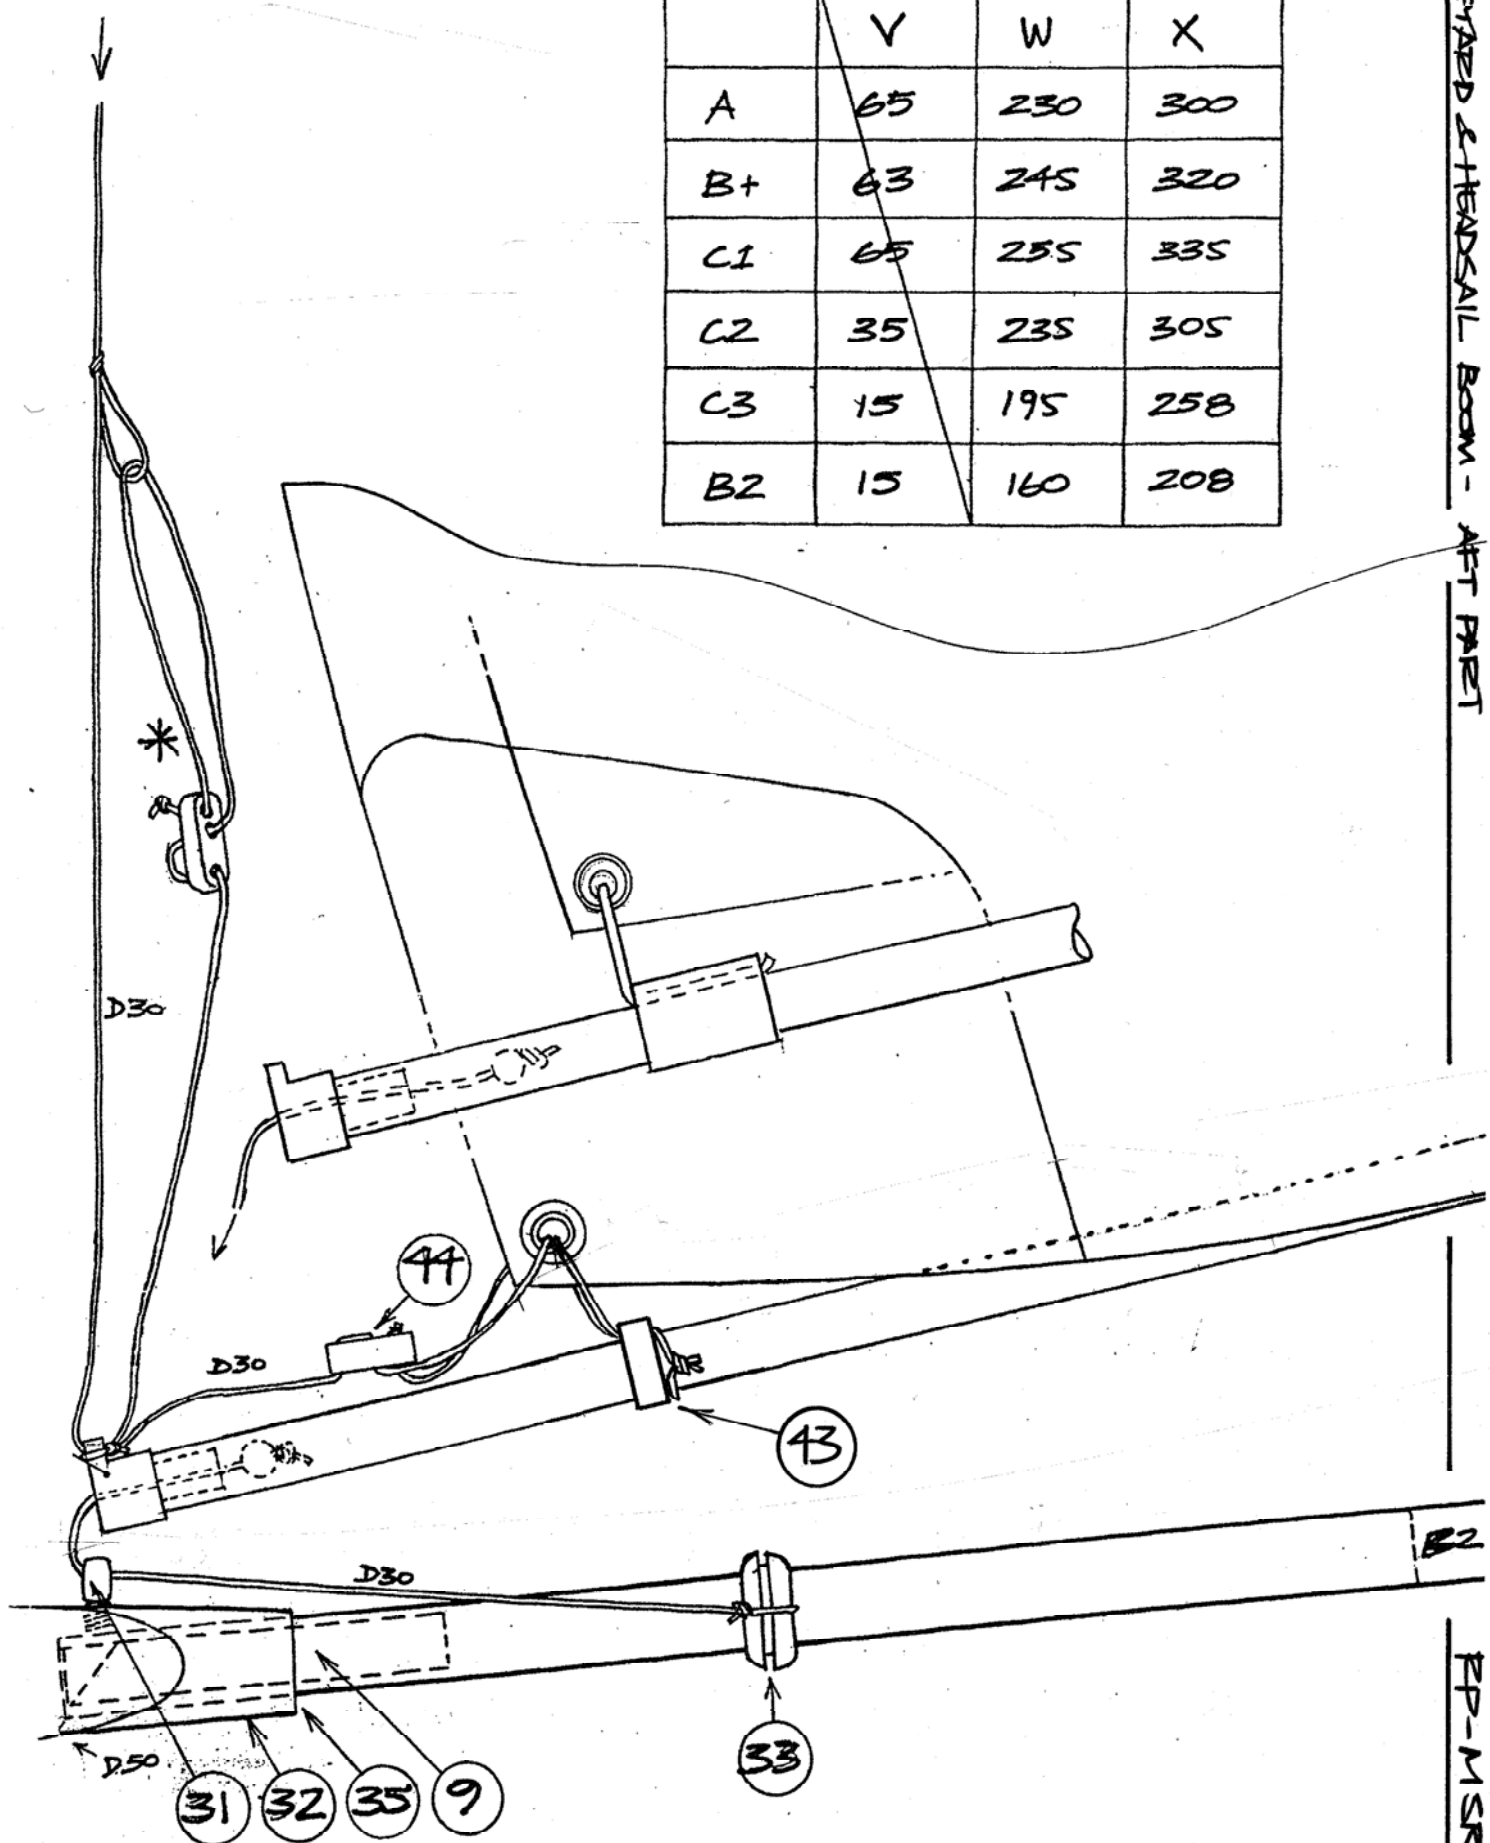 V W X
A 65 230 300
B+ 63 245 320
C1 65 255 335
C2 35 235 305
C3 15 195 258
B2 15 160 208
*
D30
44
D30
43
B2
D30
33
D50
31 32 35 9
& HEADSAIL BOOM - AFT PART